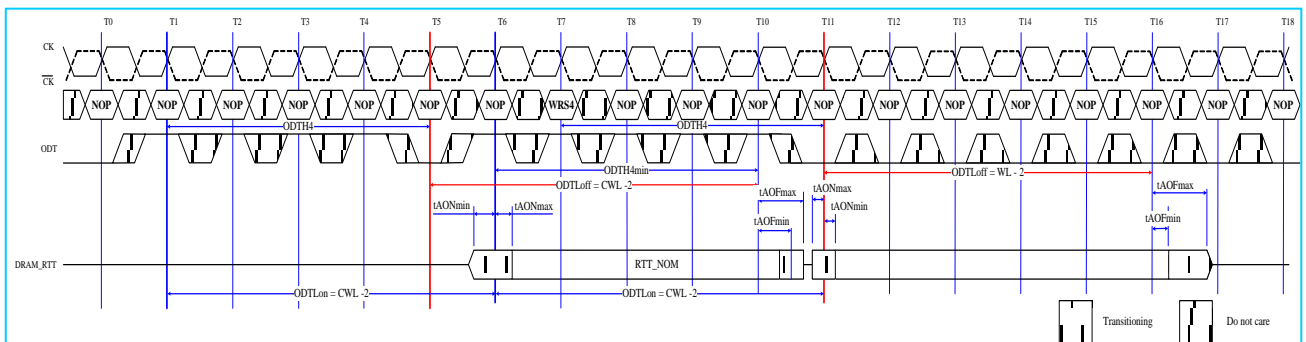 T0 T1 T2 T3 T4 T5 T6 T7 T8 T9 T10 T11 T12 T13 T14 T15 T16 T17 T18
CK
CK
NOP NOP NOP NOP NOP NOP NOP WRS4 NOP NOP NOP NOP NOP NOP NOP NOP NOP NOP NOP
ODTH4 ODTH4
ODT
ODTH4min ODTLoff = WL - 2
ODTLoff = CWL -2
tAOFmax tAONmax tAOFmax
tAONmin tAONmax tAONmin
tAOFmin tAOFmin
DRAM_RTT RTT_NOM
ODTLon = CWL -2 ODTLon = CWL -2
Transitioning Do not care